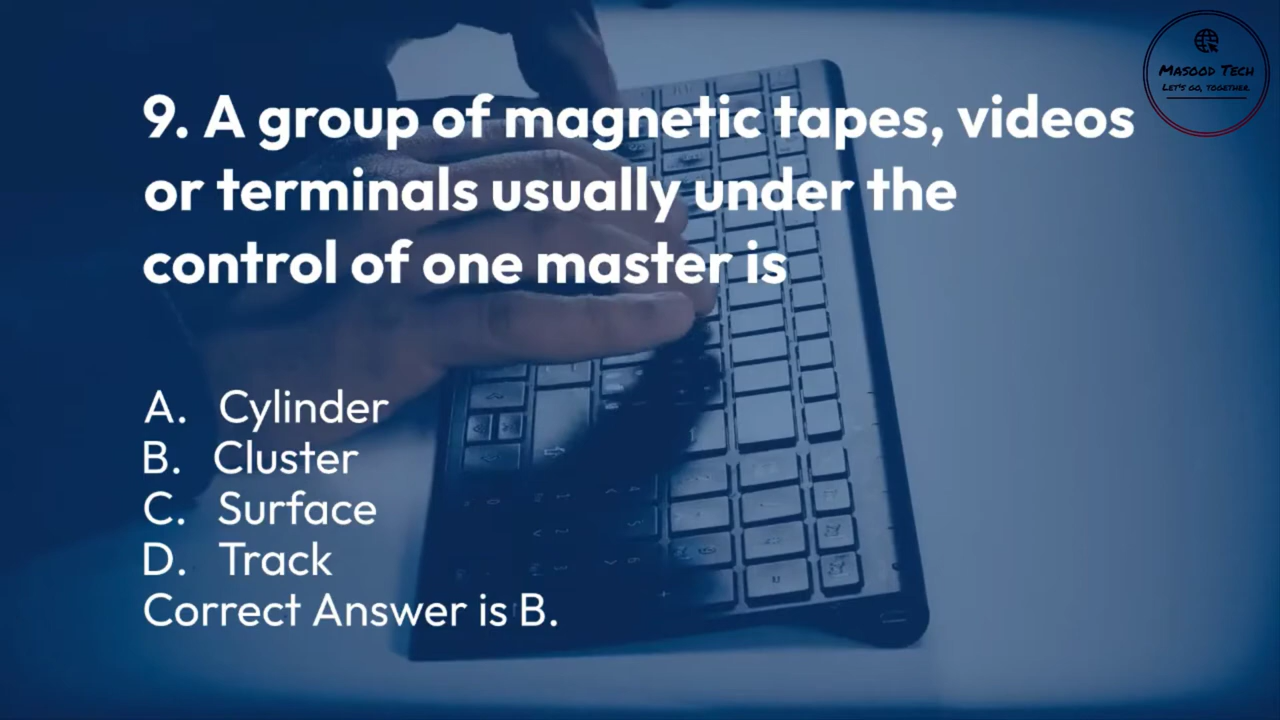 MASOOD TECH
LET'S GO, TOGETHER
9. A group of magnetic tapes, videos
or terminals usually under the
control of one master is
A. Cylinder
B. Cluster
C. Surface
D. Track
Correct Answer is B.